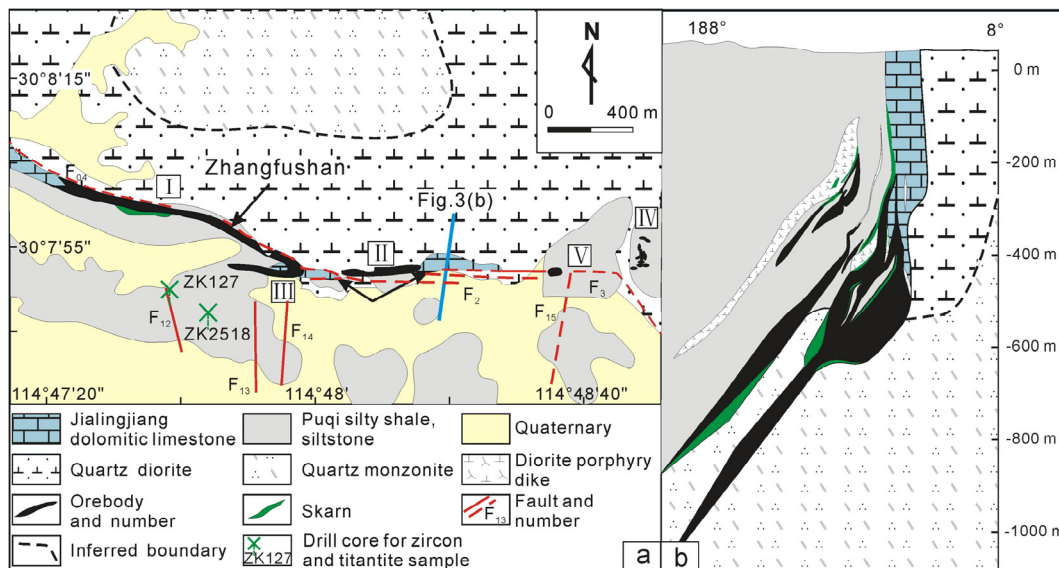 N
0 400 m
30°8'15"
30°7'55"
F04
I
Zhangfushan
Fig.3(b)
II
IV
V
III
ZK127
ZK2518
F12
F13
F14
F2
F15
F3
114°47'20"
114°48'
114°48'40"
Jialingjiang
dolomitic limestone
Puqi silty shale,
siltstone
Quaternary
Quartz diorite
Quartz monzonite
Diorite porphyry
dike
Orebody
and number
Skarn
F13
Fault and
number
Inferred boundary
ZK127
Drill core for zircon
and titantite sample
a
b
188°
8°
0 m
-200 m
-400 m
-600 m
-800 m
-1000 m